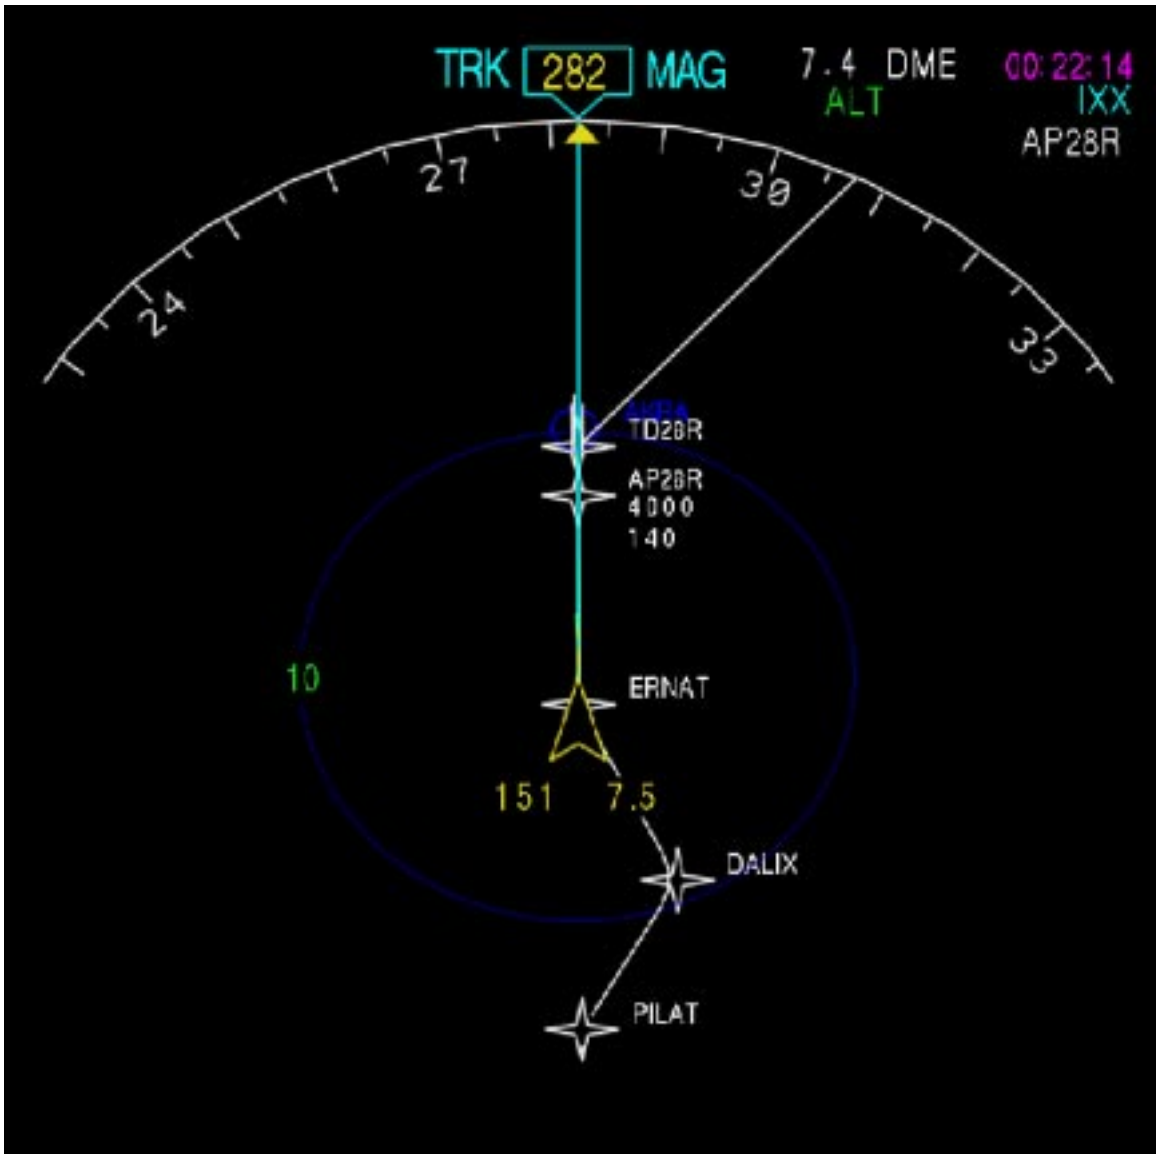 TRK 282 MAG
7.4 DME
00:22:14
ALT
IXX
AP28R
24
27
30
33
TD28R
AP28R
4000
140
10
ERNAT
151 7.5
DALIX
PILAT